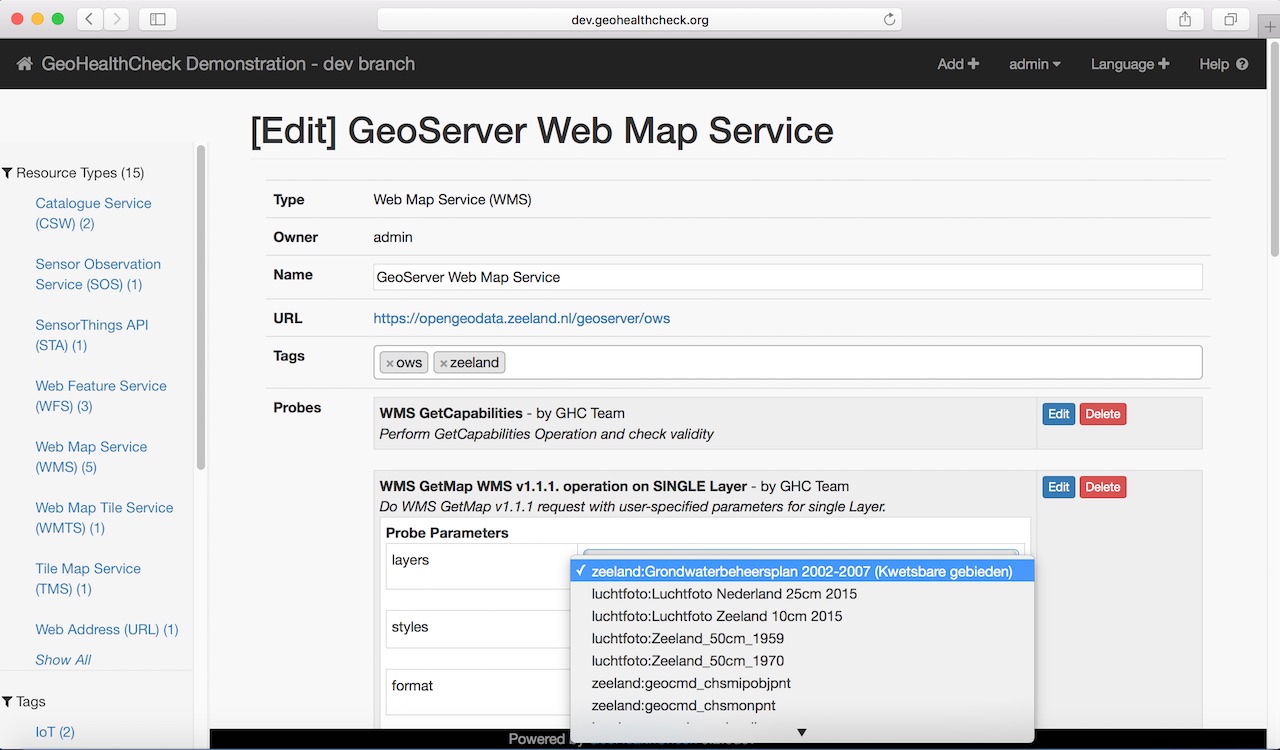 dev.geohealthcheck.org
GeoHealthCheck Demonstration - dev branch
Add
admin
Language
Help
[Edit] GeoServer Web Map Service
Resource Types (15)
Catalogue Service
(CSW) (2)
Sensor Observation
Service (SOS) (1)
SensorThings API
(STA) (1)
Web Feature Service
(WFS) (3)
Web Map Service
(WMS) (5)
Web Map Tile Service
(WMTS) (1)
Tile Map Service
(TMS) (1)
Web Address (URL) (1)
Show All
Tags
IoT (2)
Type
Web Map Service (WMS)
Owner
admin
Name
GeoServer Web Map Service
URL
https://opengeodata.zeeland.nl/geoserver/ows
Tags
×ows
×zeeland
Probes
WMS GetCapabilities - by GHC Team
Perform GetCapabilities Operation and check validity
Edit
Delete
WMS GetMap WMS v1.1.1. operation on SINGLE Layer - by GHC Team
Do WMS GetMap v1.1.1 request with user-specified parameters for single Layer.
Edit
Delete
Probe Parameters
layers
styles
format
✓ zeeland:Grondwaterbeheersplan 2002-2007 (Kwetsbare gebieden)
luchtfoto:Luchtfoto Nederland 25cm 2015
luchtfoto:Luchtfoto Zeeland 10cm 2015
luchtfoto:Zeeland_50cm_1959
luchtfoto:Zeeland_50cm_1970
zeeland:geocmd_chsmipobjpnt
zeeland:geocmd_chsmonpnt
Powered